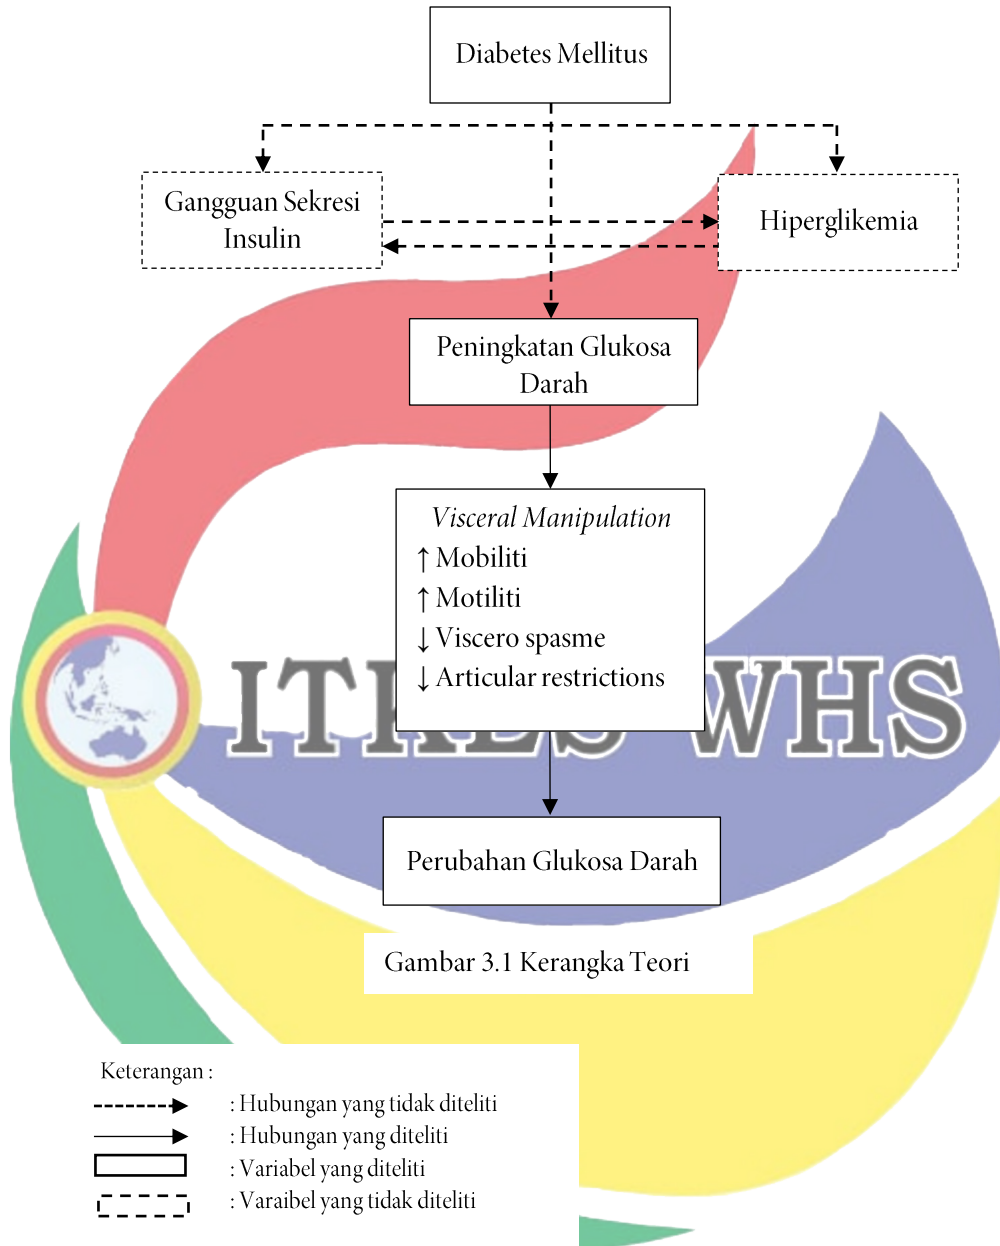 Diabetes Mellitus
Gangguan Sekresi
Insulin
Hiperglikemia
Peningkatan Glukosa
Darah
Visceral Manipulation
↑ Mobiliti
↑ Motiliti
↓ Viscero spasme
↓ Articular restrictions
ITKES WHS
Perubahan Glukosa Darah
Gambar 3.1 Kerangka Teori
Keterangan :
: Hubungan yang tidak diteliti
: Hubungan yang diteliti
: Variabel yang diteliti
: Varaibel yang tidak diteliti